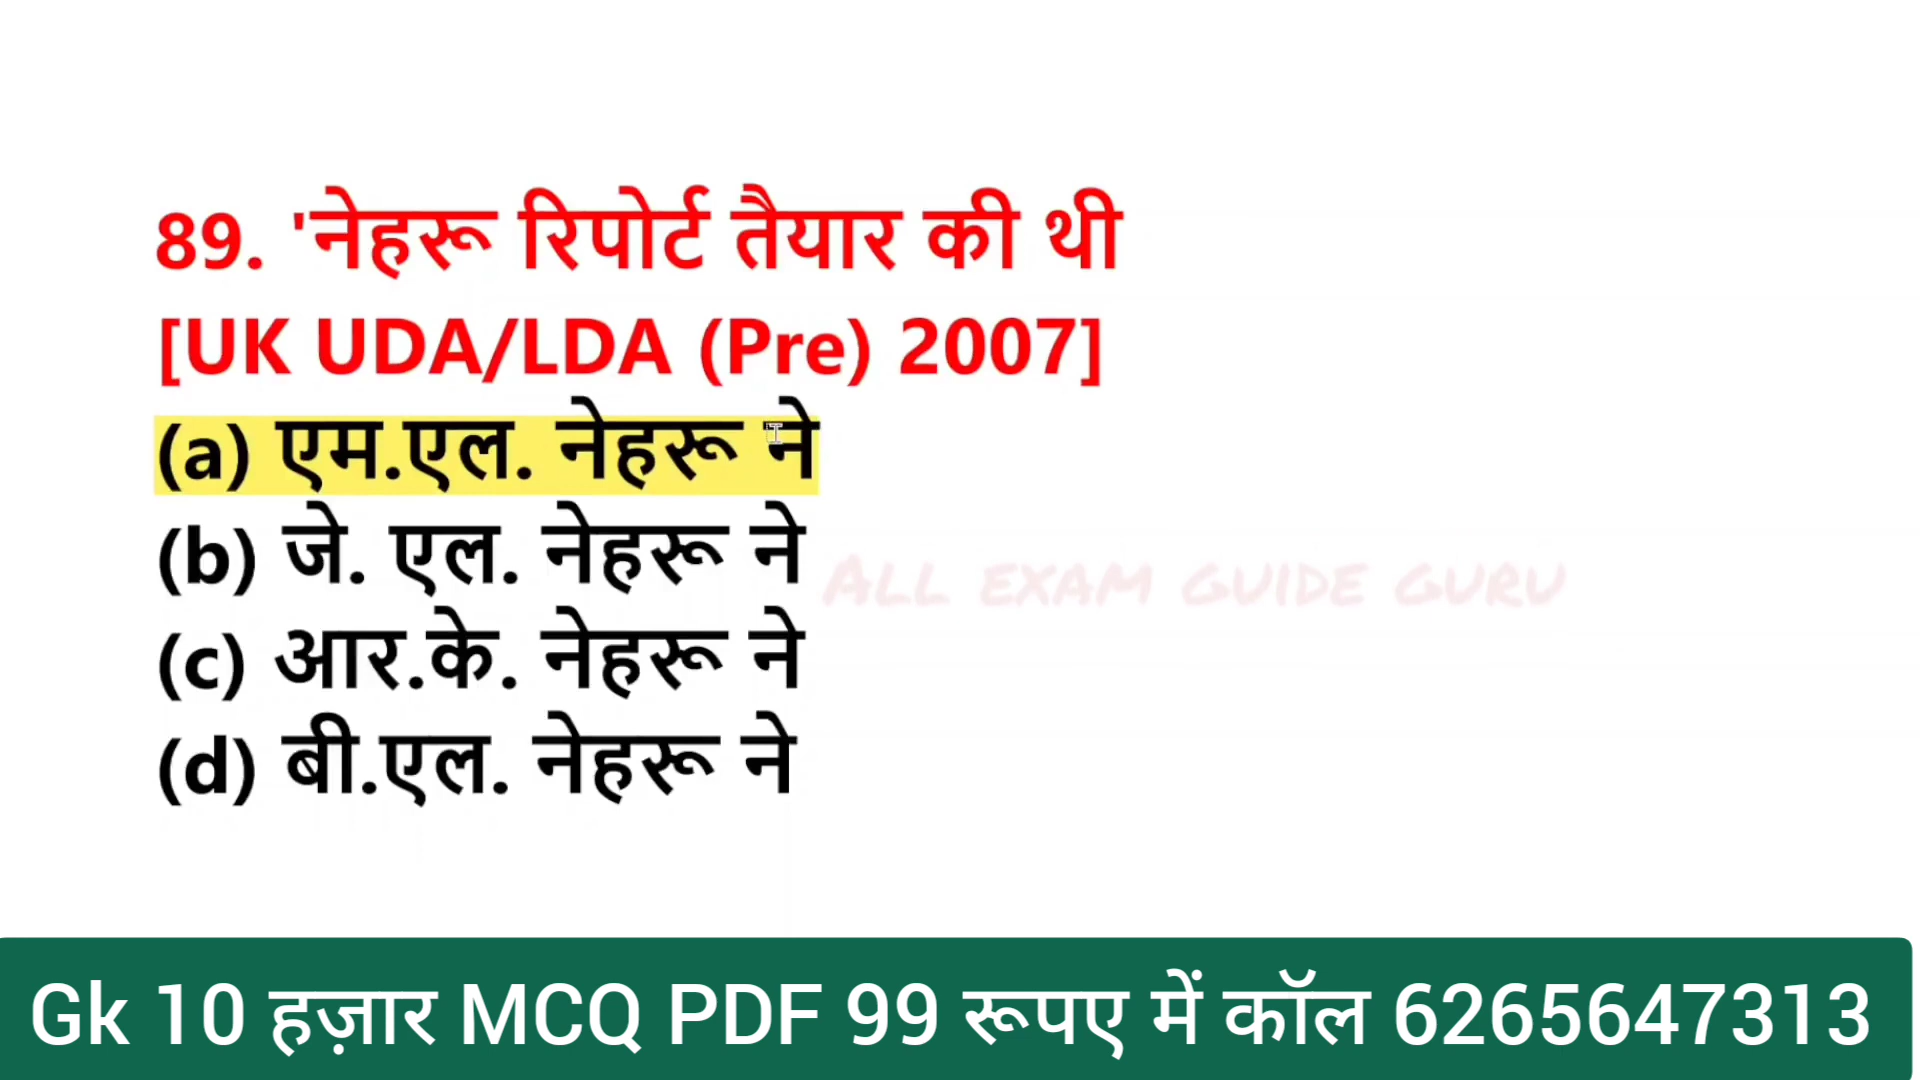 89. 'नेहरू रिपोर्ट तैयार की थी
[UK UDA/LDA (Pre) 2007]
(a) एम.एल. नेहरू ने
(b) जे. एल. नेहरू ने
(c) आर.के. नेहरू ने
(d) बी.एल. नेहरू ने
ALL EXAM GUIDE GURU
Gk 10 हज़ार MCQ PDF 99 रूपए में कॉल 6265647313